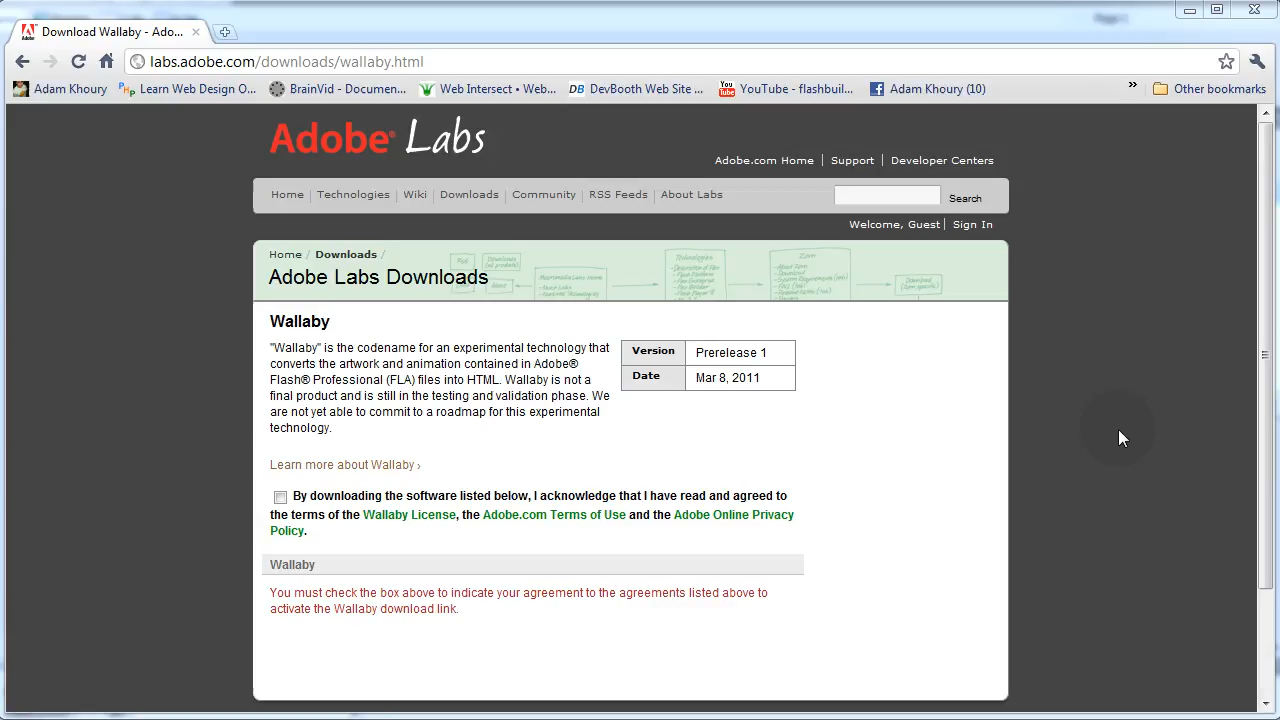 Download Wallaby - Ado...
labs.adobe.com/downloads/wallaby.html
Adam Khoury
Learn Web Design O...
BrainVid - Documen...
Web Intersect • Web...
DB DevBooth Web Site ...
You Tube YouTube - flashbuil...
Adam Khoury (10)
»
Other bookmarks
Adobe® Labs
Adobe.com Home | Support | Developer Centers
Home | Technologies | Wiki | Downloads | Community | RSS Feeds | About Labs
Search
Welcome, Guest | Sign In
Home / Downloads /
Adobe Labs Downloads
Wallaby
"Wallaby" is the codename for an experimental technology that
converts the artwork and animation contained in Adobe®
Flash® Professional (FLA) files into HTML. Wallaby is not a
final product and is still in the testing and validation phase. We
are not yet able to commit to a roadmap for this experimental
technology.
Version Prerelease 1
Date Mar 8, 2011
Learn more about Wallaby ›
By downloading the software listed below, I acknowledge that I have read and agreed to
the terms of the Wallaby License, the Adobe.com Terms of Use and the Adobe Online Privacy
Policy.
Wallaby
You must check the box above to indicate your agreement to the agreements listed above to
activate the Wallaby download link.